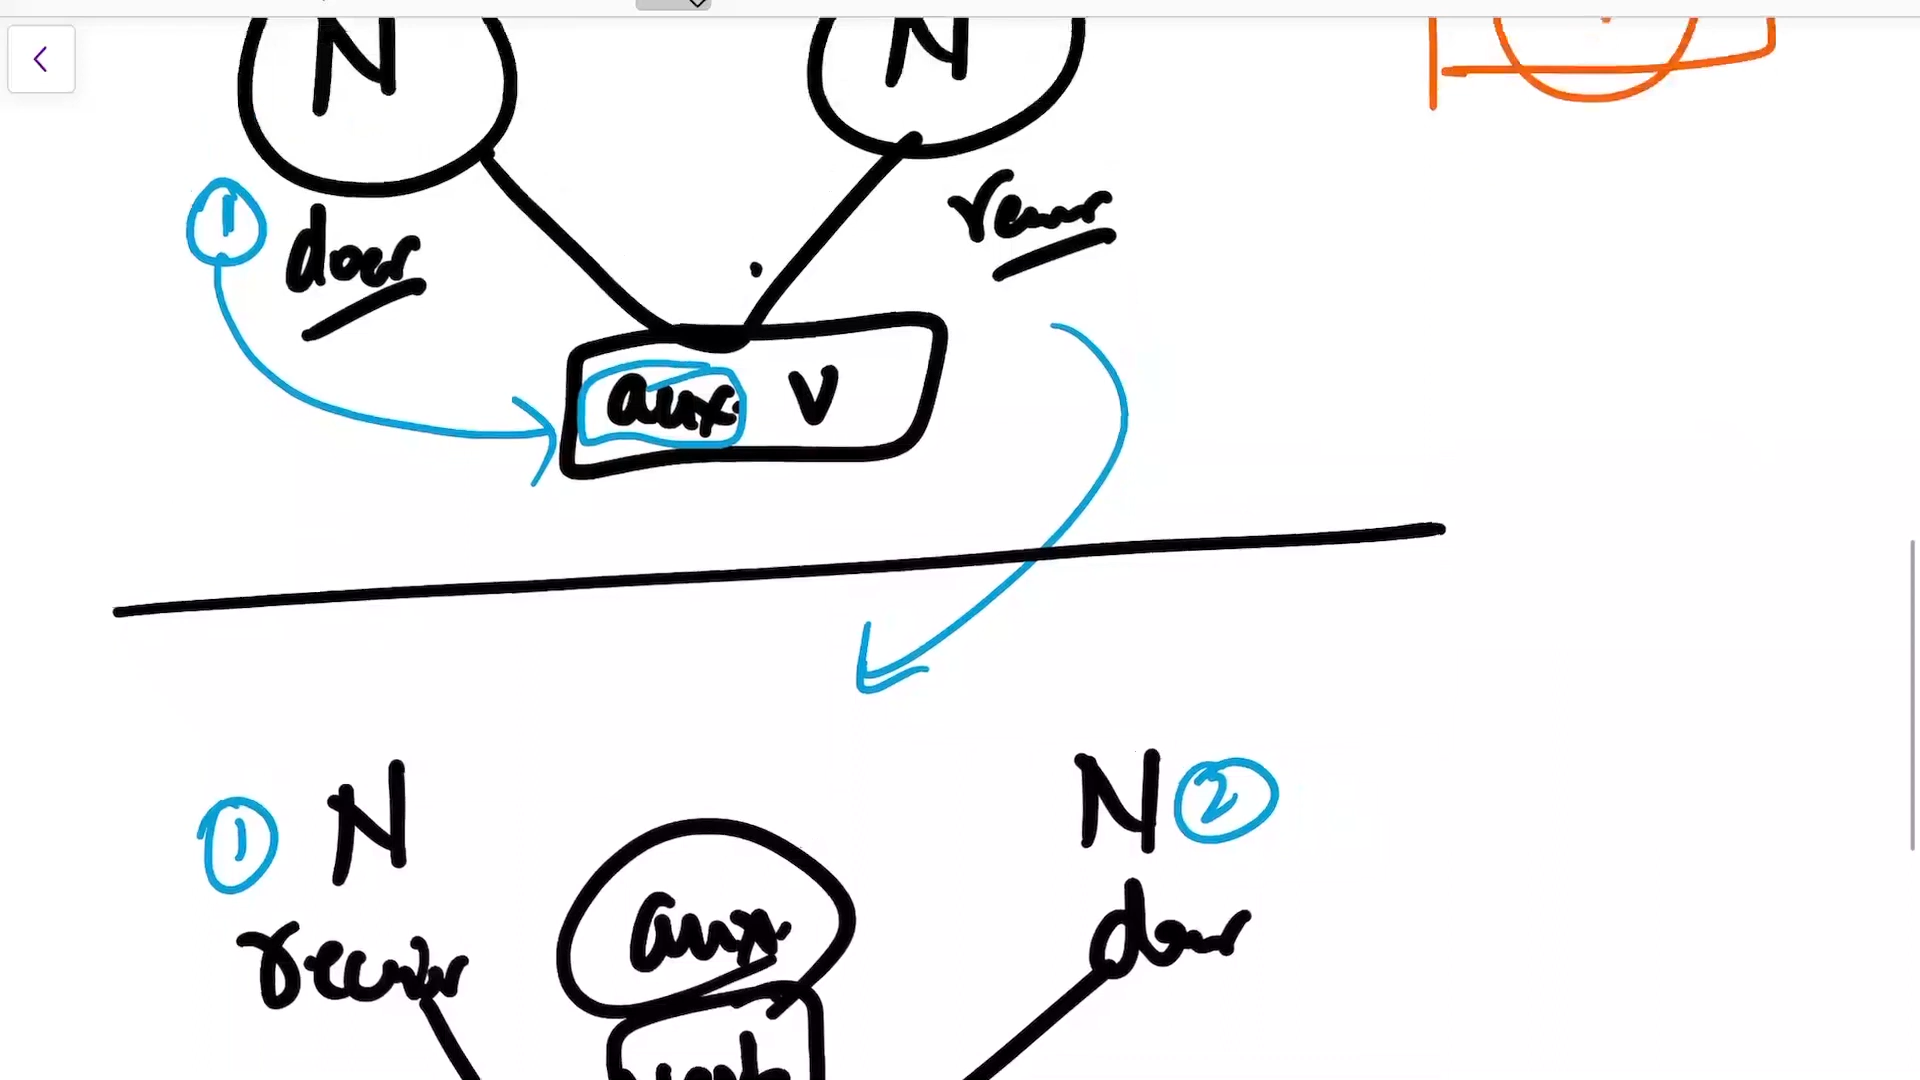 N N
① doer
aux. V
① N N ②
aux. doer